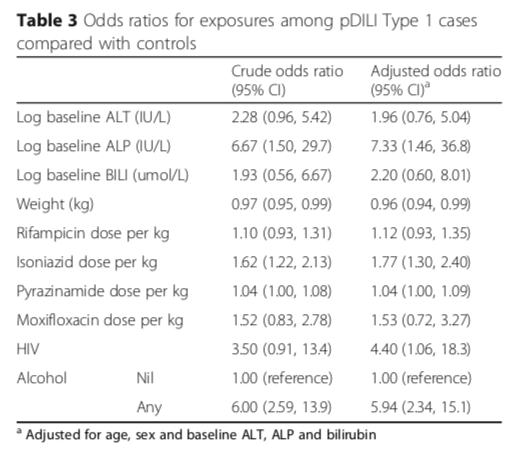 Table 3 Odds ratios for exposures among pDILI Type 1 cases
compared with controls
Crude odds ratio Adjusted odds ratio
(95% CI) (95% CI)a
Log baseline ALT (IU/L) 2.28 (0.96, 5.42) 1.96 (0.76, 5.04)
Log baseline ALP (IU/L) 6.67 (1.50, 29.7) 7.33 (1.46, 36.8)
Log baseline BILI (umol/L) 1.93 (0.56, 6.67) 2.20 (0.60, 8.01)
Weight (kg) 0.97 (0.95, 0.99) 0.96 (0.94, 0.99)
Rifampicin dose per kg 1.10 (0.93, 1.31) 1.12 (0.93, 1.35)
Isoniazid dose per kg 1.62 (1.22, 2.13) 1.77 (1.30, 2.40)
Pyrazinamide dose per kg 1.04 (1.00, 1.08) 1.04 (1.00, 1.09)
Moxifloxacin dose per kg 1.52 (0.83, 2.78) 1.53 (0.72, 3.27)
HIV 3.50 (0.91, 13.4) 4.40 (1.06, 18.3)
Alcohol Nil 1.00 (reference) 1.00 (reference)
Any 6.00 (2.59, 13.9) 5.94 (2.34, 15.1)
a Adjusted for age, sex and baseline ALT, ALP and bilirubin